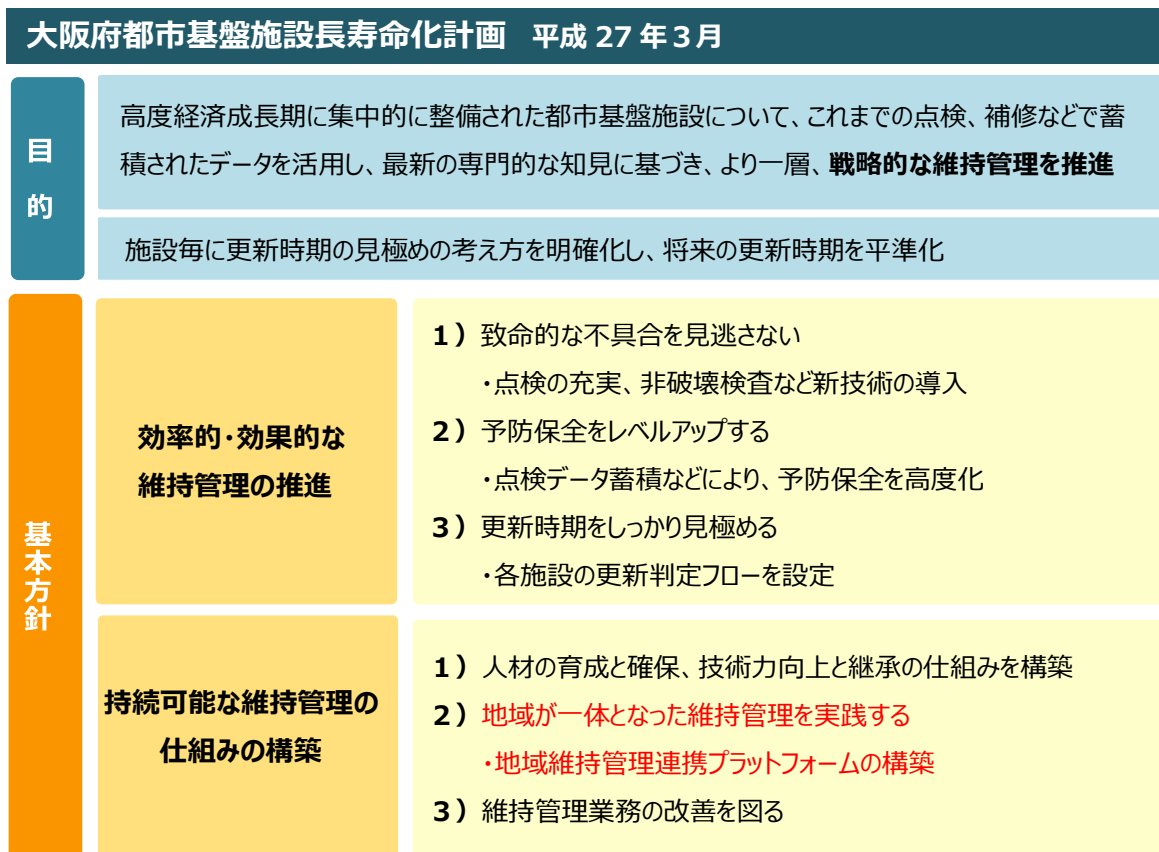 大阪府都市基盤施設長寿命化計画 平成 27 年３月
目
的
高度経済成長期に集中的に整備された都市基盤施設について、これまでの点検、補修などで蓄
積されたデータを活用し、最新の専門的な知見に基づき、より一層、戦略的な維持管理を推進
施設毎に更新時期の見極めの考え方を明確化し、将来の更新時期を平準化
基本方針
効率的･効果的な
維持管理の推進
１）致命的な不具合を見逃さない
・点検の充実、非破壊検査など新技術の導入
２）予防保全をレベルアップする
・点検データ蓄積などにより、予防保全を高度化
３）更新時期をしっかり見極める
・各施設の更新判定フローを設定
持続可能な維持管理の
仕組みの構築
１）人材の育成と確保、技術力向上と継承の仕組みを構築
２）地域が一体となった維持管理を実践する
・地域維持管理連携プラットフォームの構築
３）維持管理業務の改善を図る